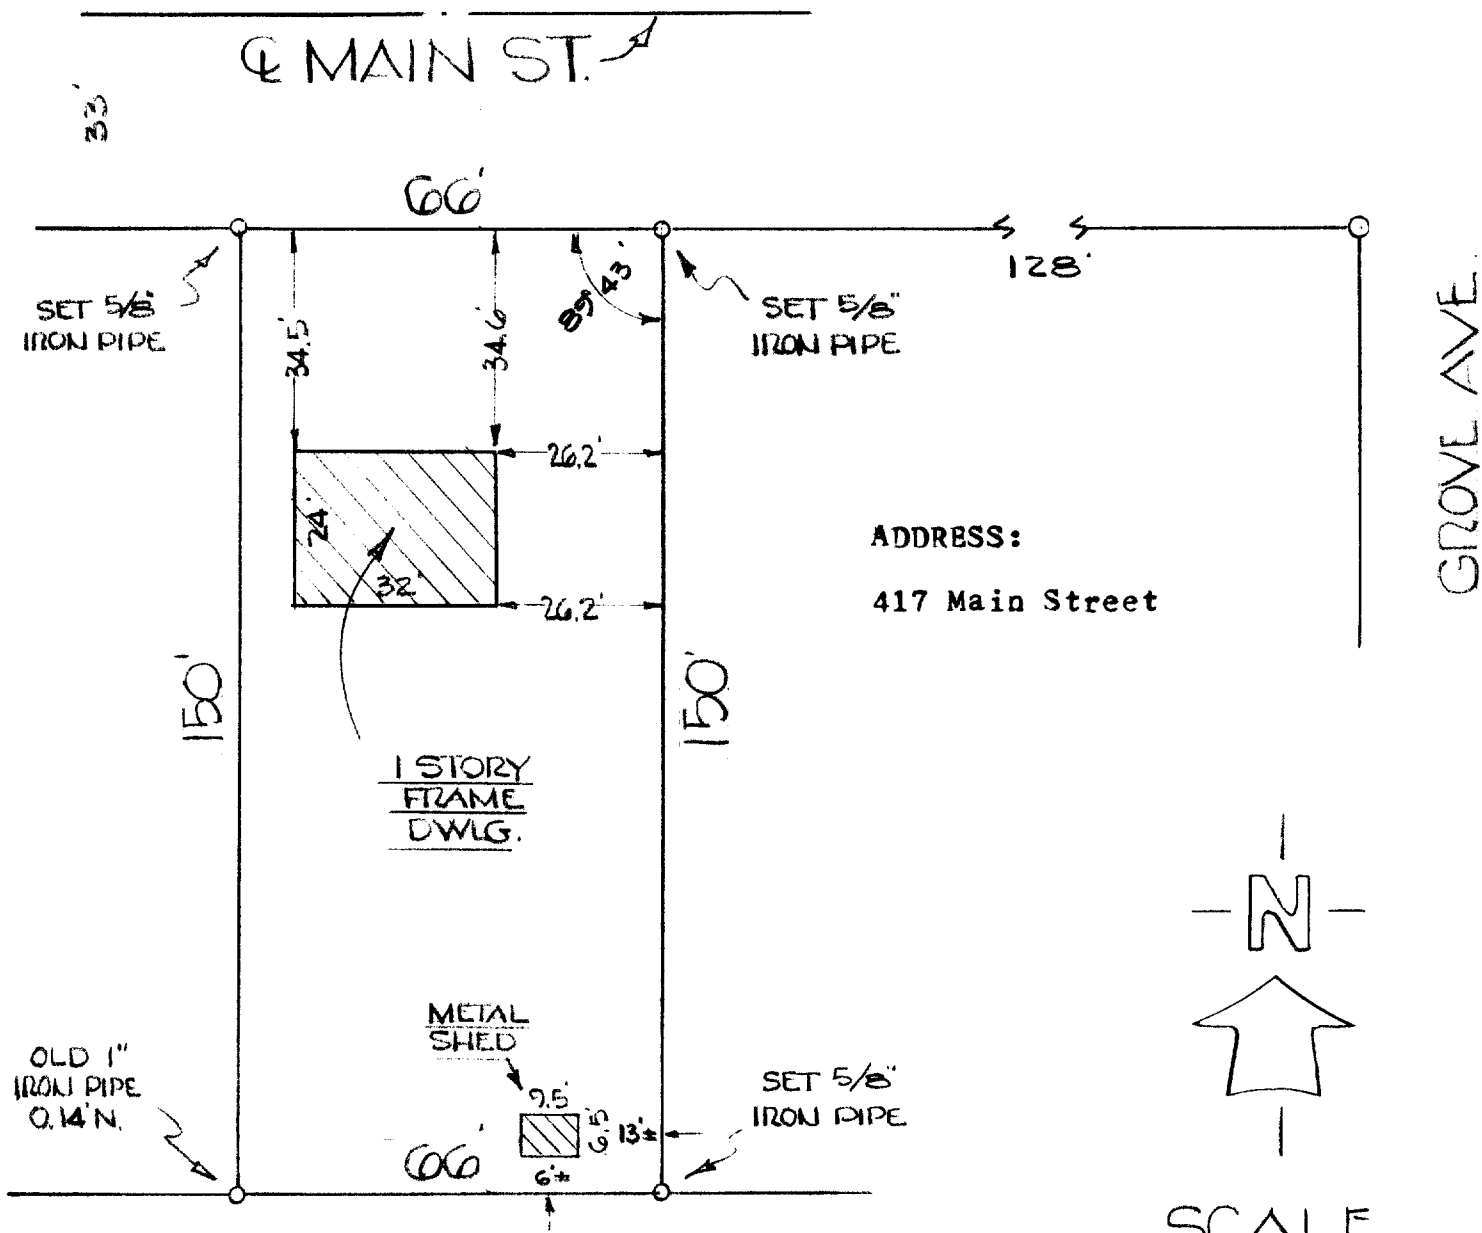 ℄ MAIN ST.
33'
66'
128'
SET 5/8"
IRON PIPE
34.5'
34.6'
89° 43'
SET 5/8"
IRON PIPE
GROVE AVE.
26.2'
24'
32'
26.2'
ADDRESS:
417 Main Street
150'
150'
1 STORY
FRAME
DWLG.
N
METAL
SHED
OLD 1"
IRON PIPE
0.14' N.
9.5'
6.5'
13'±
6'±
66'
SET 5/8"
IRON PIPE